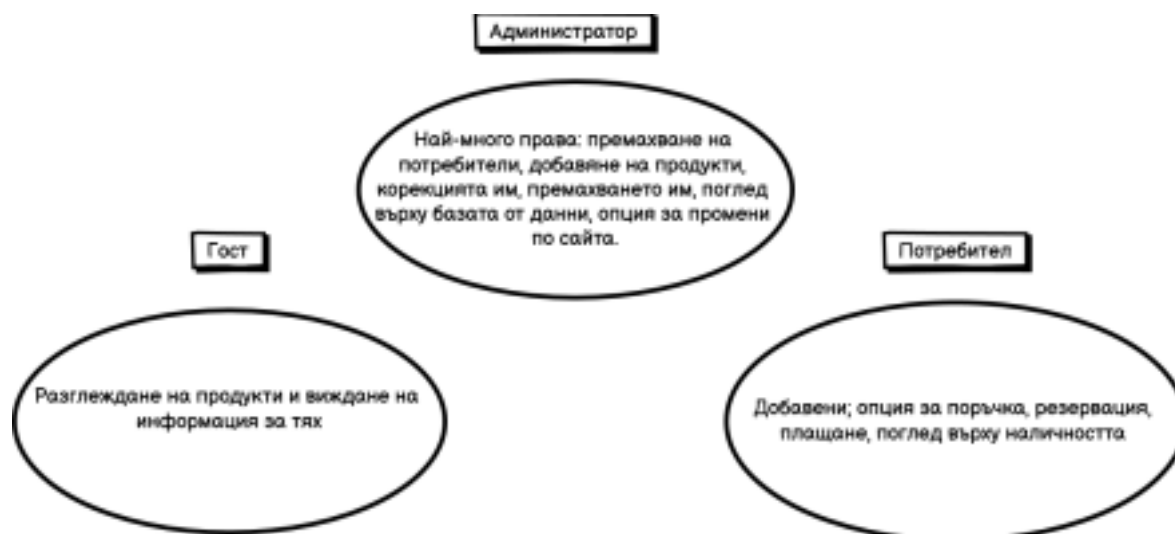 Администратор
Най-много права: премахване на
потребители, добавяне на продукти,
корекцията им, премахването им, поглед
върху базата от данни, опция за промени
по сайта.
Гост
Потребител
Разглеждане на продукти и виждане на
информация за тях
Добавени; опция за поръчка, резервация,
плащане, поглед върху наличността